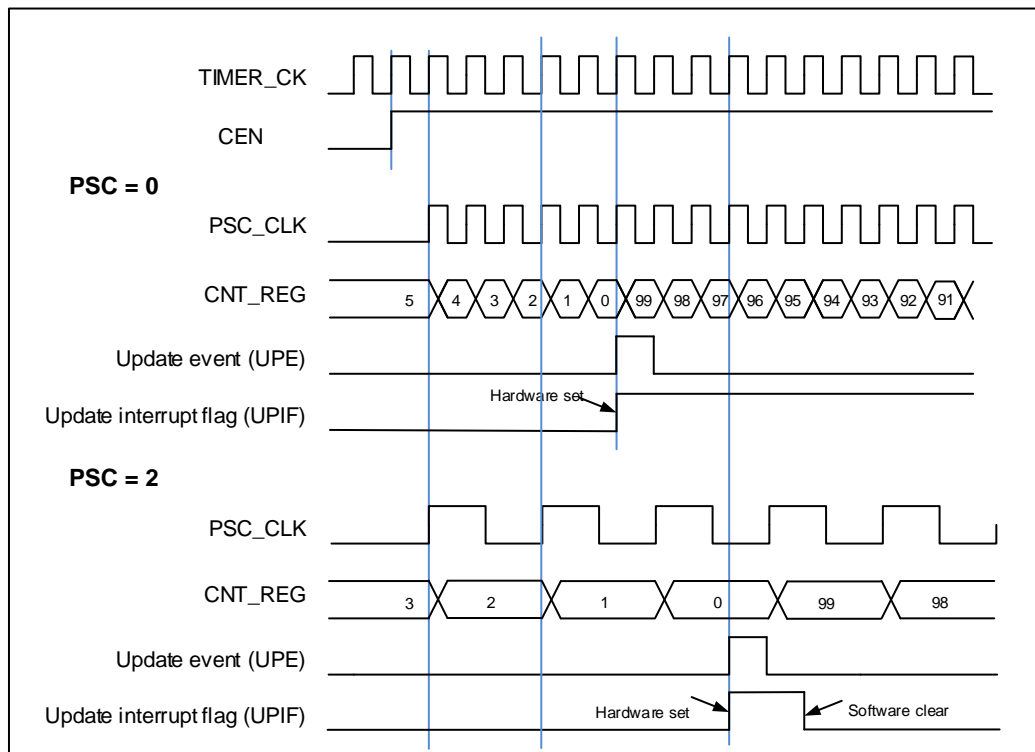 TIMER_CK
CEN
PSC = 0
PSC_CLK
CNT_REG 5 4 3 2 1 0 99 98 97 96 95 94 93 92 91
Update event (UPE)
Hardware set
Update interrupt flag (UPIF)
PSC = 2
PSC_CLK
CNT_REG 3 2 1 0 99 98
Update event (UPE)
Update interrupt flag (UPIF) Hardware set Software clear